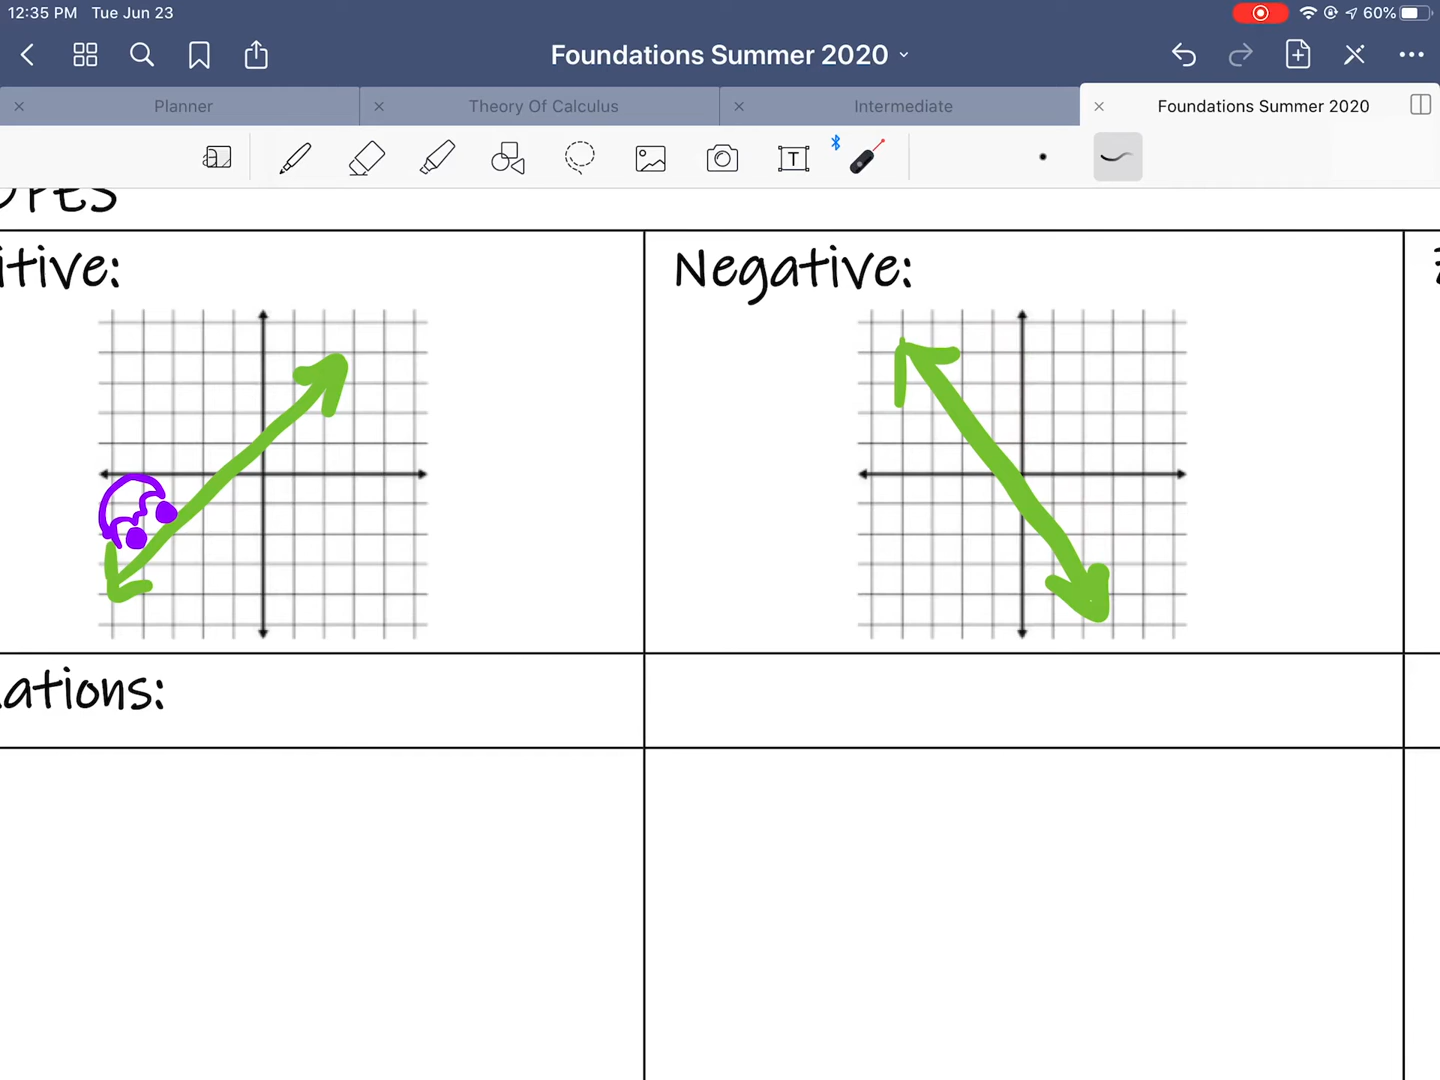 12:35 PM Tue Jun 23
60%
Foundations Summer 2020
Planner
Theory Of Calculus
Intermediate
Foundations Summer 2020
T
OPES
itive:
Negative:
ations: